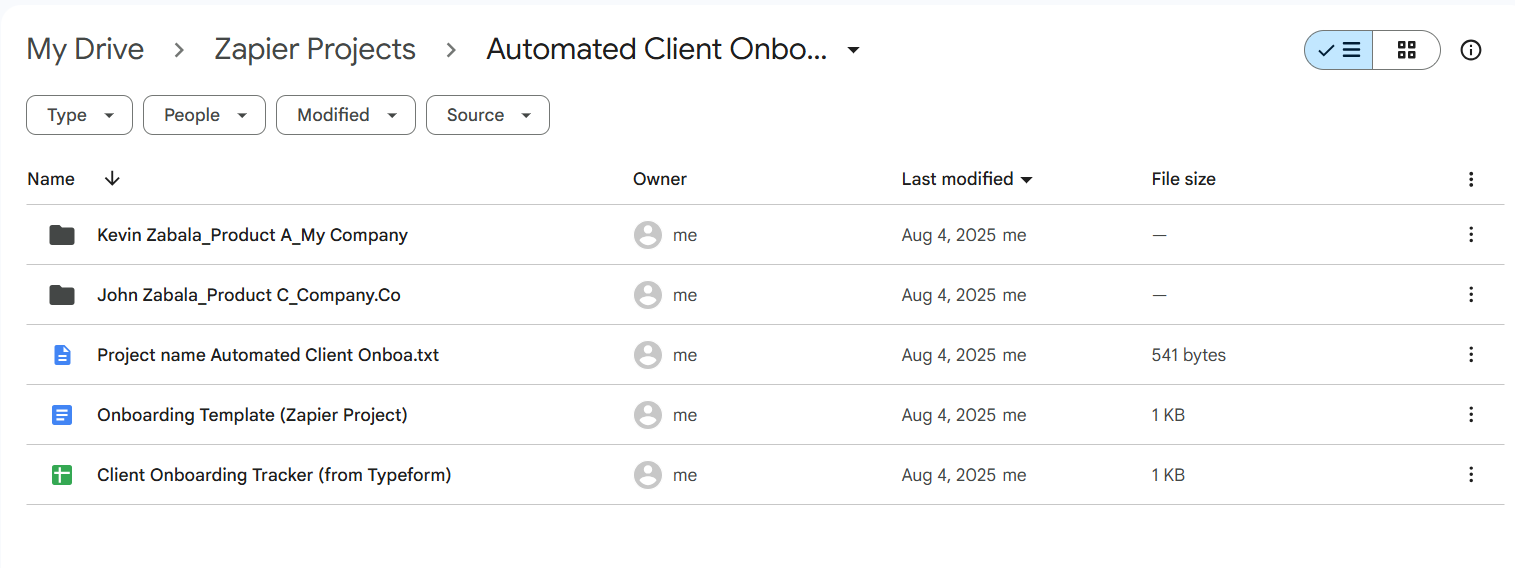 My Drive > Zapier Projects > Automated Client Onbo...
Type People Modified Source
Name Owner Last modified File size
Kevin Zabala_Product A_My Company me Aug 4, 2025 me —
John Zabala_Product C_Company.Co me Aug 4, 2025 me —
Project name Automated Client Onboa.txt me Aug 4, 2025 me 541 bytes
Onboarding Template (Zapier Project) me Aug 4, 2025 me 1 KB
Client Onboarding Tracker (from Typeform) me Aug 4, 2025 me 1 KB